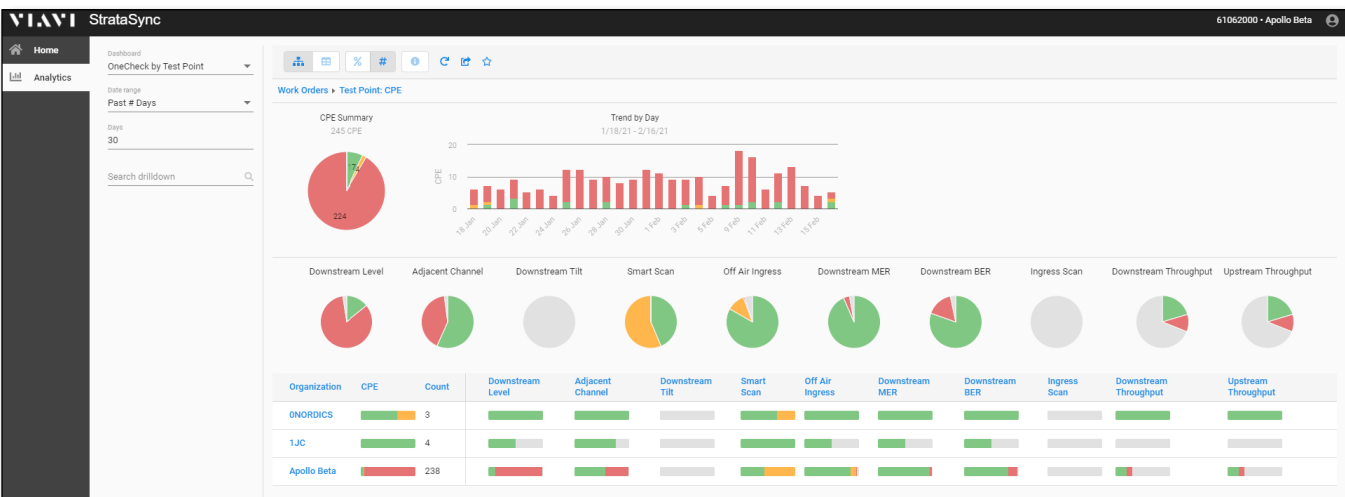 VIAVI StrataSync
61062000 • Apollo Beta
Home
Analytics
Dashboard
OneCheck by Test Point
Date range
Past # Days
Days
30
Search drilldown
% #
Work Orders ▸ Test Point: CPE
CPE Summary
245 CPE
17
4
224
Trend by Day
1/18/21 - 2/16/21
CPE
20
10
0
18 Jan 20 Jan 22 Jan 24 Jan 26 Jan 28 Jan 30 Jan 1 Feb 3 Feb 5 Feb 9 Feb 11 Feb 13 Feb 15 Feb
Downstream Level Adjacent Channel Downstream Tilt Smart Scan Off Air Ingress Downstream MER Downstream BER Ingress Scan Downstream Throughput Upstream Throughput
Organization CPE Count Downstream Level Adjacent Channel Downstream Tilt Smart Scan Off Air Ingress Downstream MER Downstream BER Ingress Scan Downstream Throughput Upstream Throughput
0NORDICS 3
1JC 4
Apollo Beta 238